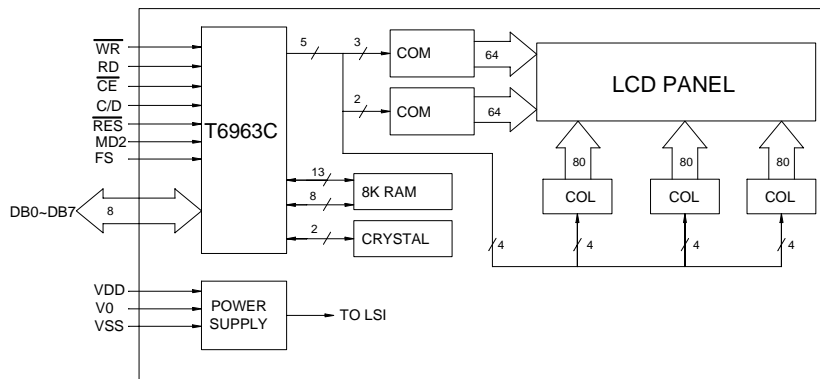 WR
RD
CE
C/D
RES
MD2
FS
DB0~DB7
8
T6963C
5
3
COM
64
2
COM
64
LCD PANEL
80
80
80
COL
COL
COL
13
8K RAM
8
2
CRYSTAL
4
4
4
4
VDD
V0
VSS
POWER
SUPPLY
TO LSI